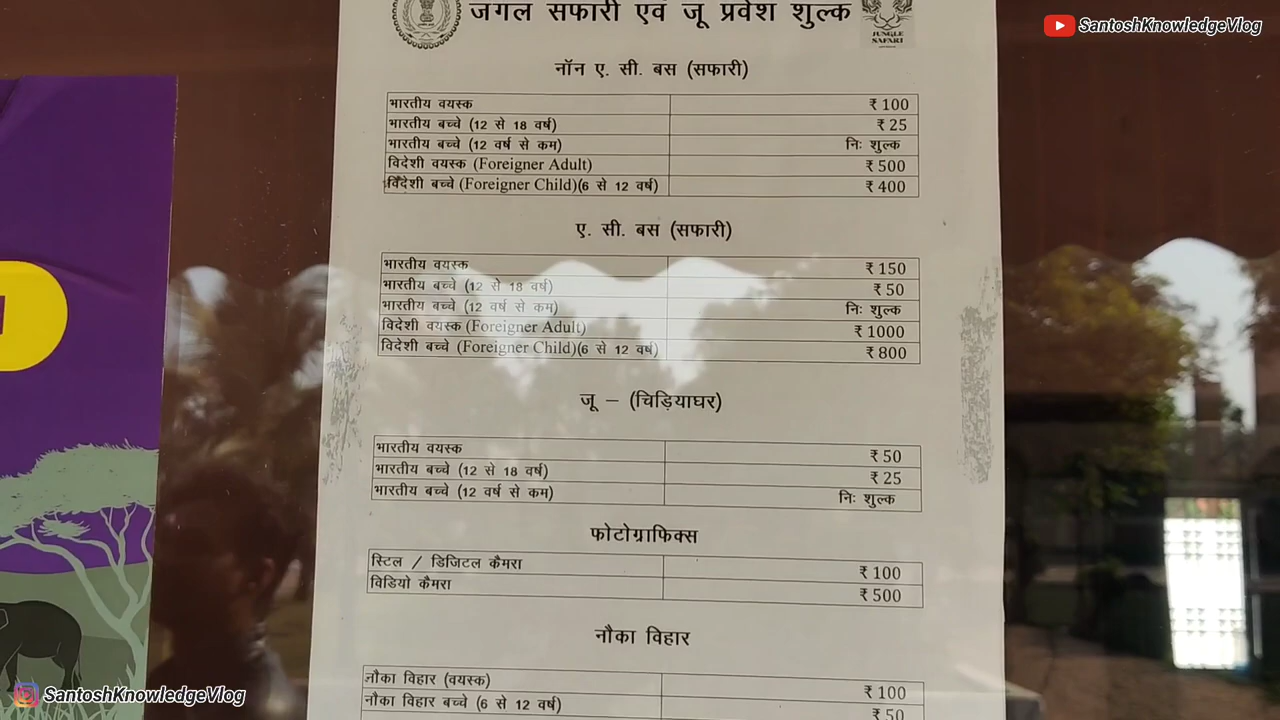 जंगल सफारी एवं जू प्रवेश शुल्क
JUNGLE
SAFARI
SantoshKnowledgeVlog
नॉन ए. सी. बस (सफारी)
भारतीय वयस्क ₹ 100
भारतीय बच्चे (12 से 18 वर्ष) ₹ 25
भारतीय बच्चे (12 वर्ष से कम) निः शुल्क
विदेशी वयस्क (Foreigner Adult) ₹ 500
विदेशी बच्चे (Foreigner Child)(6 से 12 वर्ष) ₹ 400
ए. सी. बस (सफारी)
भारतीय वयस्क ₹ 150
भारतीय बच्चे (12 से 18 वर्ष) ₹ 50
भारतीय बच्चे (12 वर्ष से कम) निः शुल्क
विदेशी वयस्क (Foreigner Adult) ₹ 1000
विदेशी बच्चे (Foreigner Child)(6 से 12 वर्ष) ₹ 800
जू – (चिड़ियाघर)
भारतीय वयस्क ₹ 50
भारतीय बच्चे (12 से 18 वर्ष) ₹ 25
भारतीय बच्चे (12 वर्ष से कम) निः शुल्क
फोटोग्राफिक्स
स्टिल / डिजिटल कैमरा ₹ 100
विडियो कैमरा ₹ 500
नौका विहार
नौका विहार (वयस्क) ₹ 100
नौका विहार बच्चे (6 से 12 वर्ष) ₹ 50
SantoshKnowledgeVlog